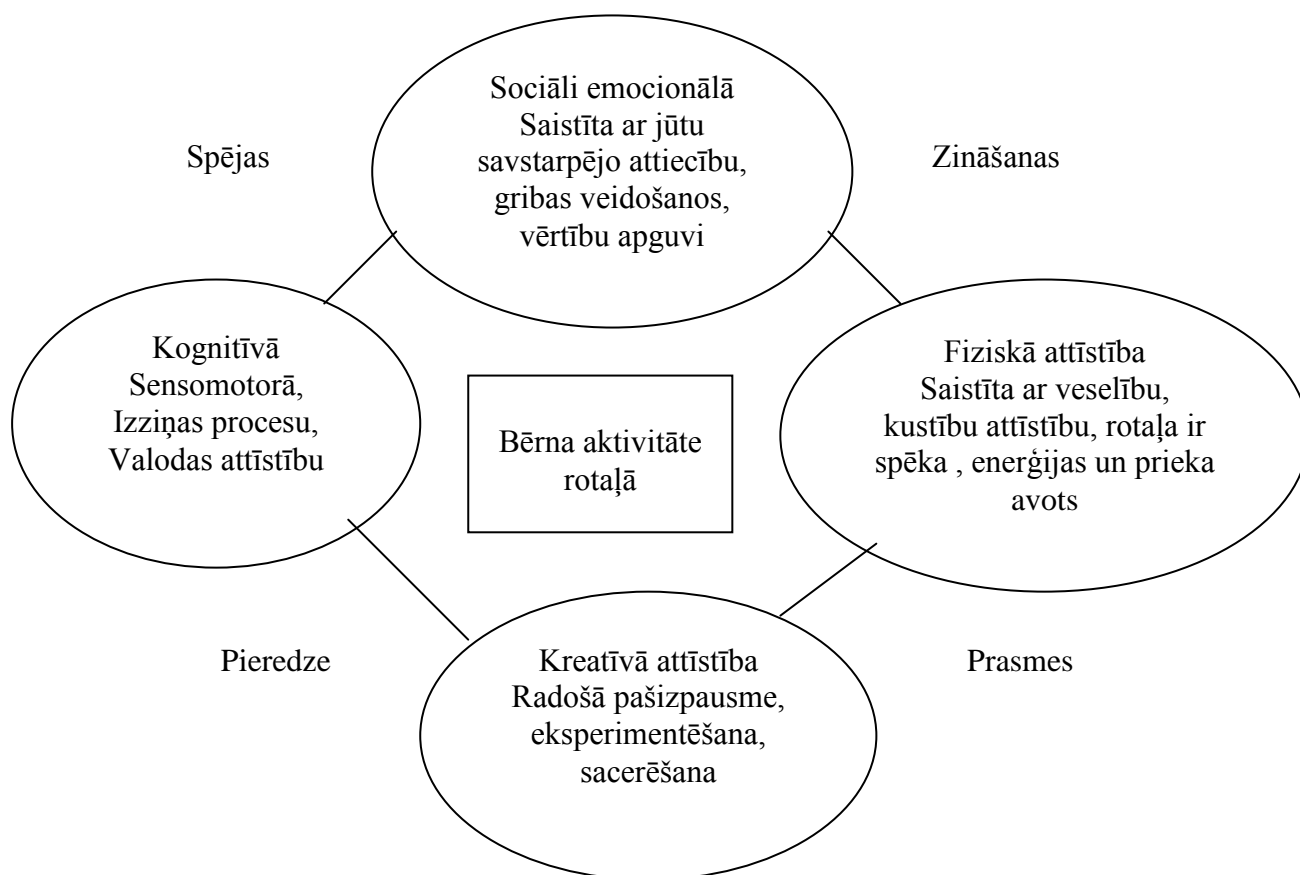 Sociāli emocionālā
Saistīta ar jūtu
savstarpējo attiecību,
gribas veidošanos,
vērtību apguvi
Spējas
Zināšanas
Kognitīvā
Sensomotorā,
Izziņas procesu,
Valodas attīstību
Bērna aktivitāte
rotaļā
Fiziskā attīstība
Saistīta ar veselību,
kustību attīstību, rotaļa ir
spēka , enerģijas un prieka
avots
Pieredze
Kreatīvā attīstība
Radošā pašizpausme,
eksperimentēšana,
sacerēšana
Prasmes